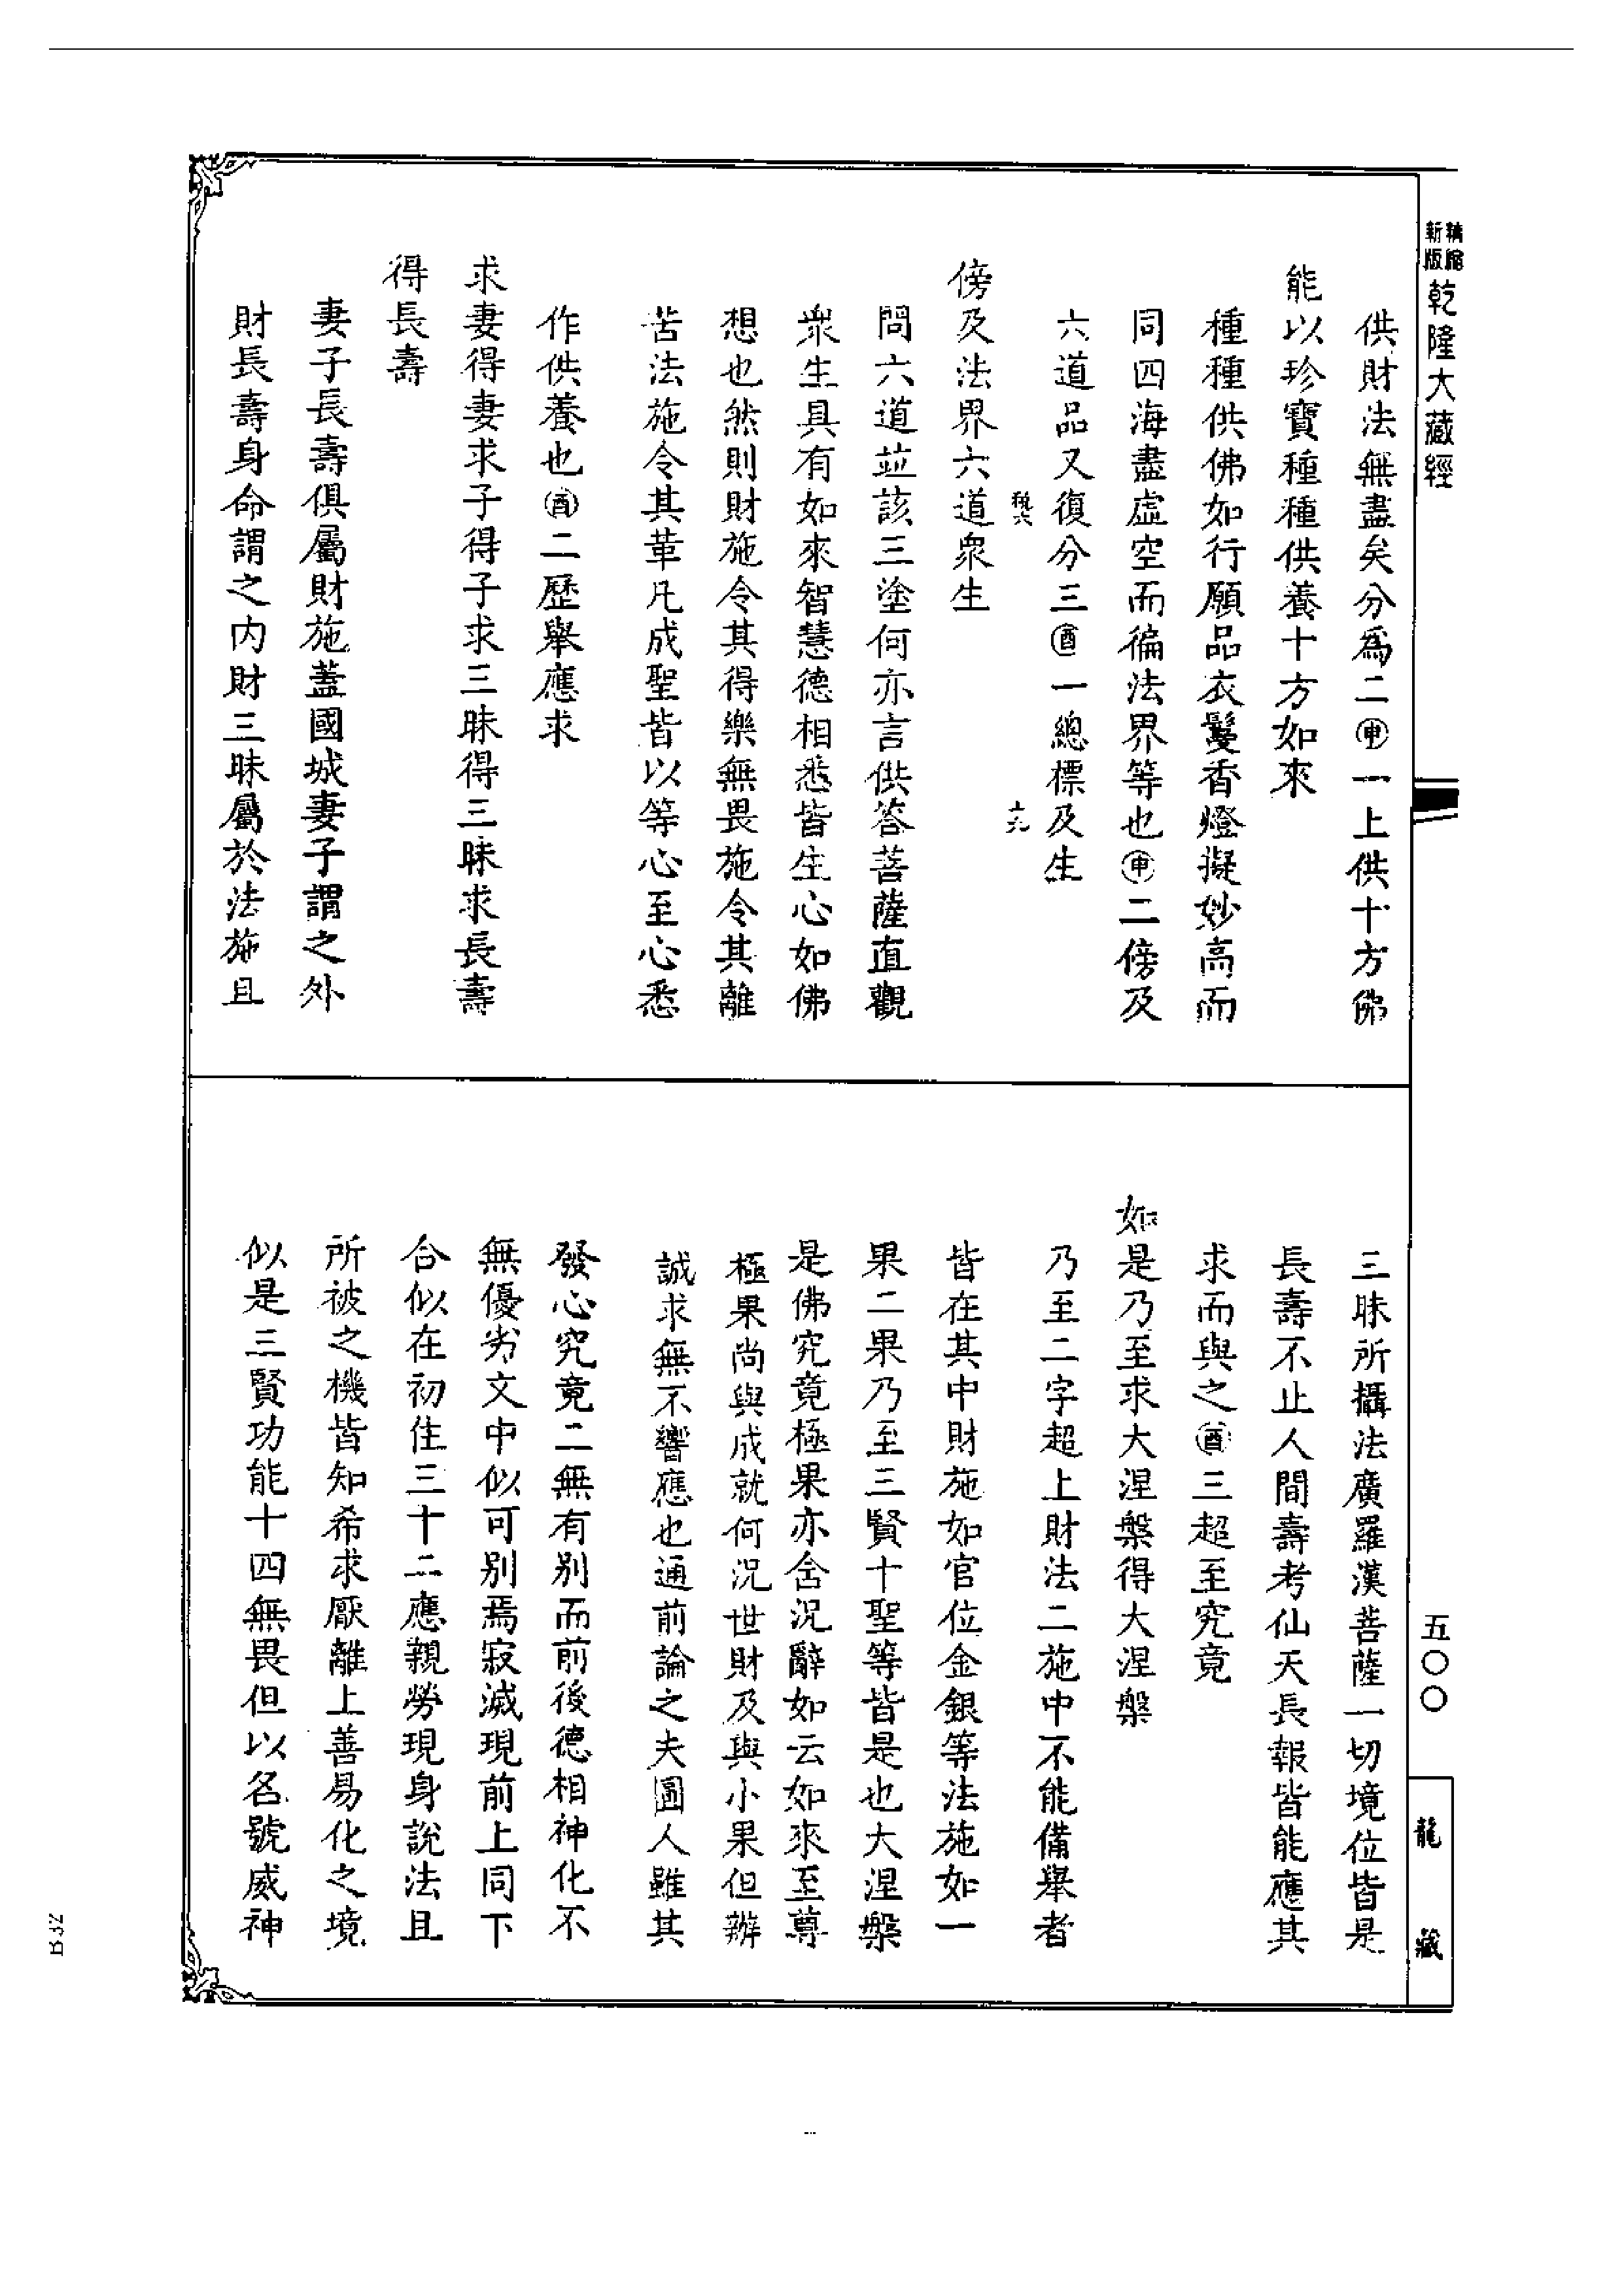 精縮
新版
乾隆大藏經
供財法無盡矣分爲二㊥一上供十方佛
能以珍寶種種供養十方如來
種種供佛如行願品衣鬘香燈擬妙高而
同四海盡虛空而徧法界等也㊥二傍及
六道品又復分三酉一總標及生
傍及法界六道衆生
問六道並該三塗何亦言供答菩薩直觀
衆生具有如來智慧德相悉皆生心如佛
想也然則財施令其得樂無畏施令其離
苦法施令其革凡成聖皆以等心至心悉
作供養也酉二歷舉應求
求妻得妻求子得子求三昧得三昧求長壽
得長壽
妻子長壽俱屬財施蓋國城妻子謂之外
財長壽身命謂之內財三昧屬於法施且
三昧所攝法廣羅漢菩薩一切境位皆是
長壽不止人間壽考仙天長報皆能應其
求而與之酉三超至究竟
如是乃至求大涅槃得大涅槃
乃至二字超上財法二施中不能備舉者
皆在其中財施如官位金銀等法施如一
果二果乃至三賢十聖等皆是也大涅槃
是佛究竟極果亦含況辭如云如來至尊
極果尚與成就何況世財及與小果但辦
誠求無不響應也通前論之夫圓人雖其
發心究竟二無有別而前後德相神化不
無優劣文中似可別焉寂滅現前上同下
合似在初住三十二應親勞現身說法且
所被之機皆知希求厭離上善易化之境
似是三賢功能十四無畏但以名號威神
五〇〇
龍藏